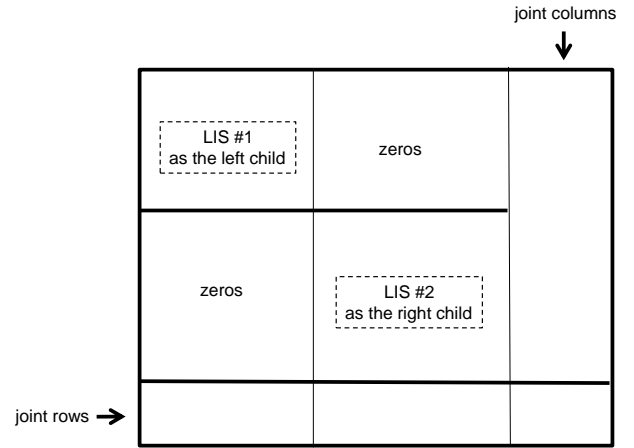 joint columns
LIS #1
as the left child
zeros
zeros
LIS #2
as the right child
joint rows